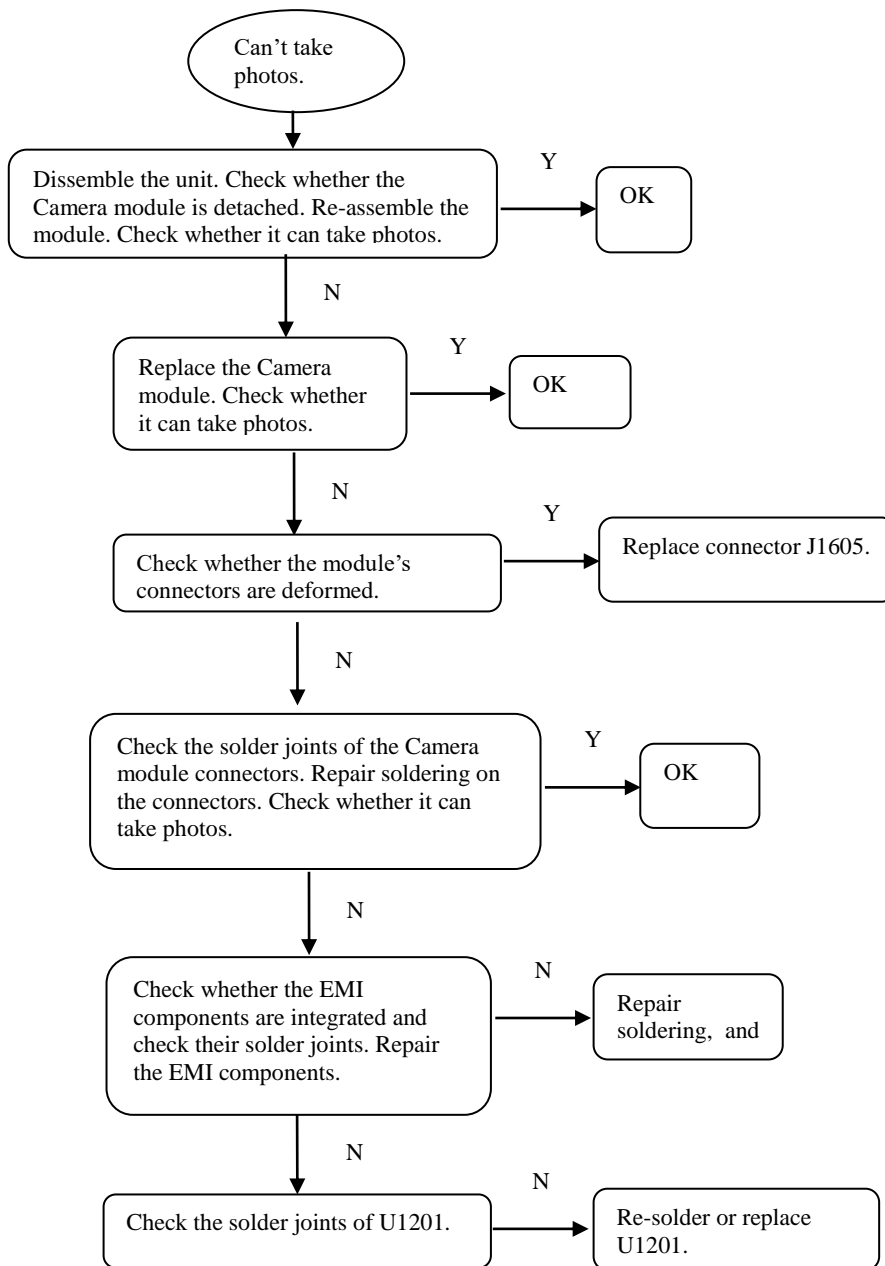 Can’t take
photos.
Y
Dissemble the unit. Check whether the
Camera module is detached. Re-assemble the
module. Check whether it can take photos.
OK
N
Y
Replace the Camera
module. Check whether
it can take photos.
OK
N
Y
Check whether the module’s
connectors are deformed.
Replace connector J1605.
N
Y
Check the solder joints of the Camera
module connectors. Repair soldering on
the connectors. Check whether it can
take photos.
OK
N
N
Check whether the EMI
components are integrated and
check their solder joints. Repair
the EMI components.
Repair
soldering, and
N
N
Check the solder joints of U1201.
Re-solder or replace
U1201.